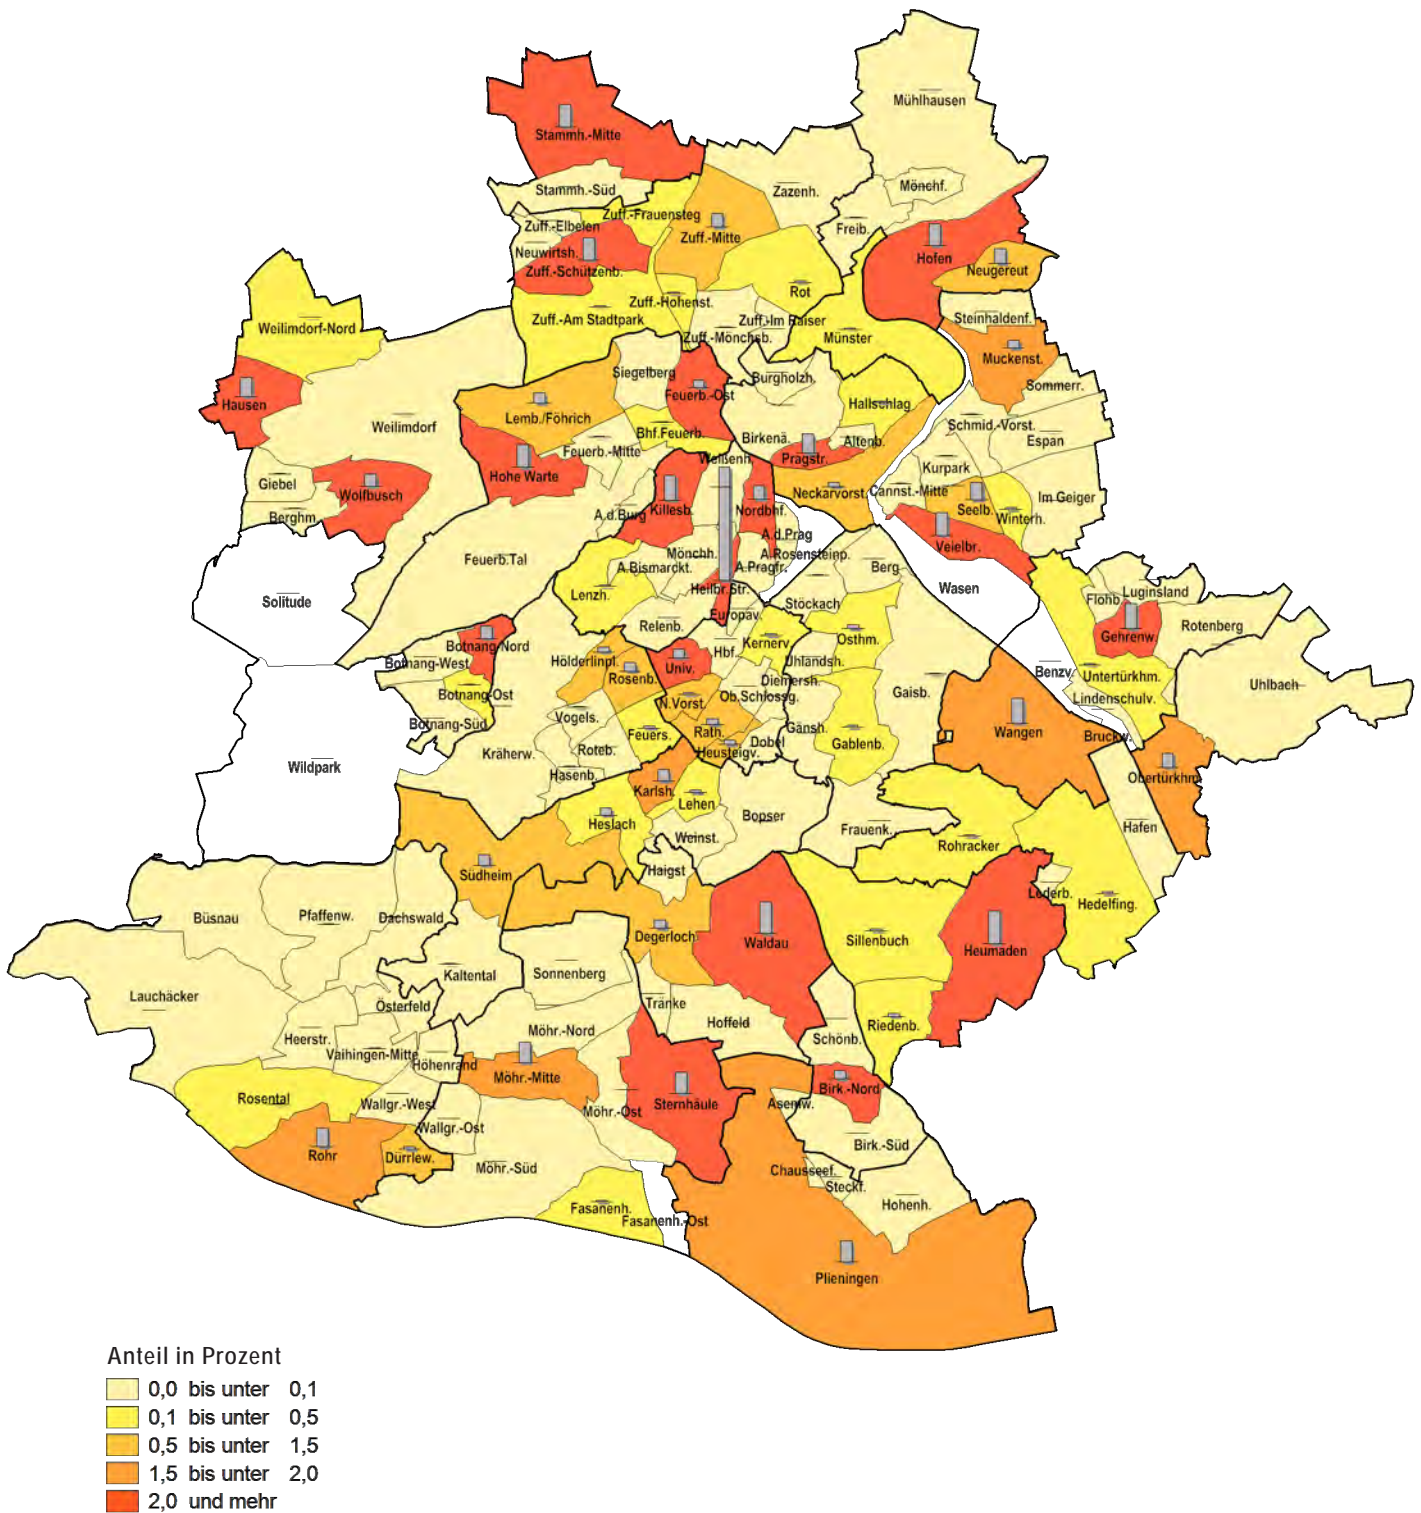 Mühlhausen
Stammh.-Mitte
Mönchf.
Stammh.-Süd
Zazenh.
Zuff.-Frauensteg
Zuff.-Elbelen
Freib.
Zuff.-Mitte
Neuwirtsh.
Hofen
Zuff.-Schützenb.
Neugereut
Rot
Zuff.-Hohenst.
Zuff.-Am Stadtpark
Zuff.-Im Raiser
Steinhaldenf.
Weilimdorf-Nord
Zuff.-Mönchsb.
Münster
Muckenst.
Siegelberg
Burgholzh.
Sommerr.
Feuerb.-Ost
Hausen
Hallschlag
Lemb./Föhrich
Weilimdorf
Schmid.-Vorst.
Bhf.Feuerb.
Birkenä.
Altenb.
Espan
Feuerb.-Mitte
Weißenh.
Pragstr.
Kurpark
Hohe Warte
Giebel
Wolfbusch
Neckarvorst.
Cannst.-Mitte
Im Geiger
Killesb.
Nordbhf.
Seelb.
A.d.Burg
Berghm.
Winterh.
A.d.Prag
Veielbr.
Mönchh.
A.Rosensteinp.
Feuerb.Tal
A.Bismarckt.
A.Pragfr.
Berg
Wasen
Heilbr.Str.
Luginsland
Lenzh.
Flohb.
Solitude
Stöckach
Europav.
Relenb.
Rotenberg
Gehrenw.
Osthm.
Kernerv.
Botnang-Nord
Hbf.
Hölderlinpl.
Botnang-West
Uhlandsh.
Univ.
Benzv.
Rosenb.
Untertürkhm.
Diemersh.
Uhlbach
Botnang-Ost
Gaisb.
Ob.Schlossg.
Lindenschulv.
N.Vorst.
Vogels.
Botnang-Süd
Gänsh.
Rath.
Feuers.
Wangen
Bruckw.
Dobel
Gablenb.
Roteb.
Heusteigv.
Kräherw.
Wildpark
Hasenb.
Obertürkhm.
Karlsh.
Lehen
Bopser
Heslach
Frauenk.
Hafen
Weinst.
Rohracker
Haigst
Südheim
Lederb.
Hedelfing.
Büsnau
Pfaffenw.
Dachswald
Degerloch
Waldau
Sillenbuch
Heumaden
Kaltental
Sonnenberg
Lauchäcker
Österfeld
Tränke
Hoffeld
Riedenb.
Möhr.-Nord
Heerstr.
Schönb.
Vaihingen-Mitte
Höhenrand
Möhr.-Mitte
Birk.-Nord
Rosental
Wallgr.-West
Sternhäule
Asemw.
Möhr.-Ost
Wallgr.-Ost
Birk.-Süd
Rohr
Dürrlew.
Möhr.-Süd
Chausseef.
Steckf.
Hohenh.
Fasanenh.
Fasanenh.-Ost
Plieningen
Anteil in Prozent
0,0 bis unter 0,1
0,1 bis unter 0,5
0,5 bis unter 1,5
1,5 bis unter 2,0
2,0 und mehr